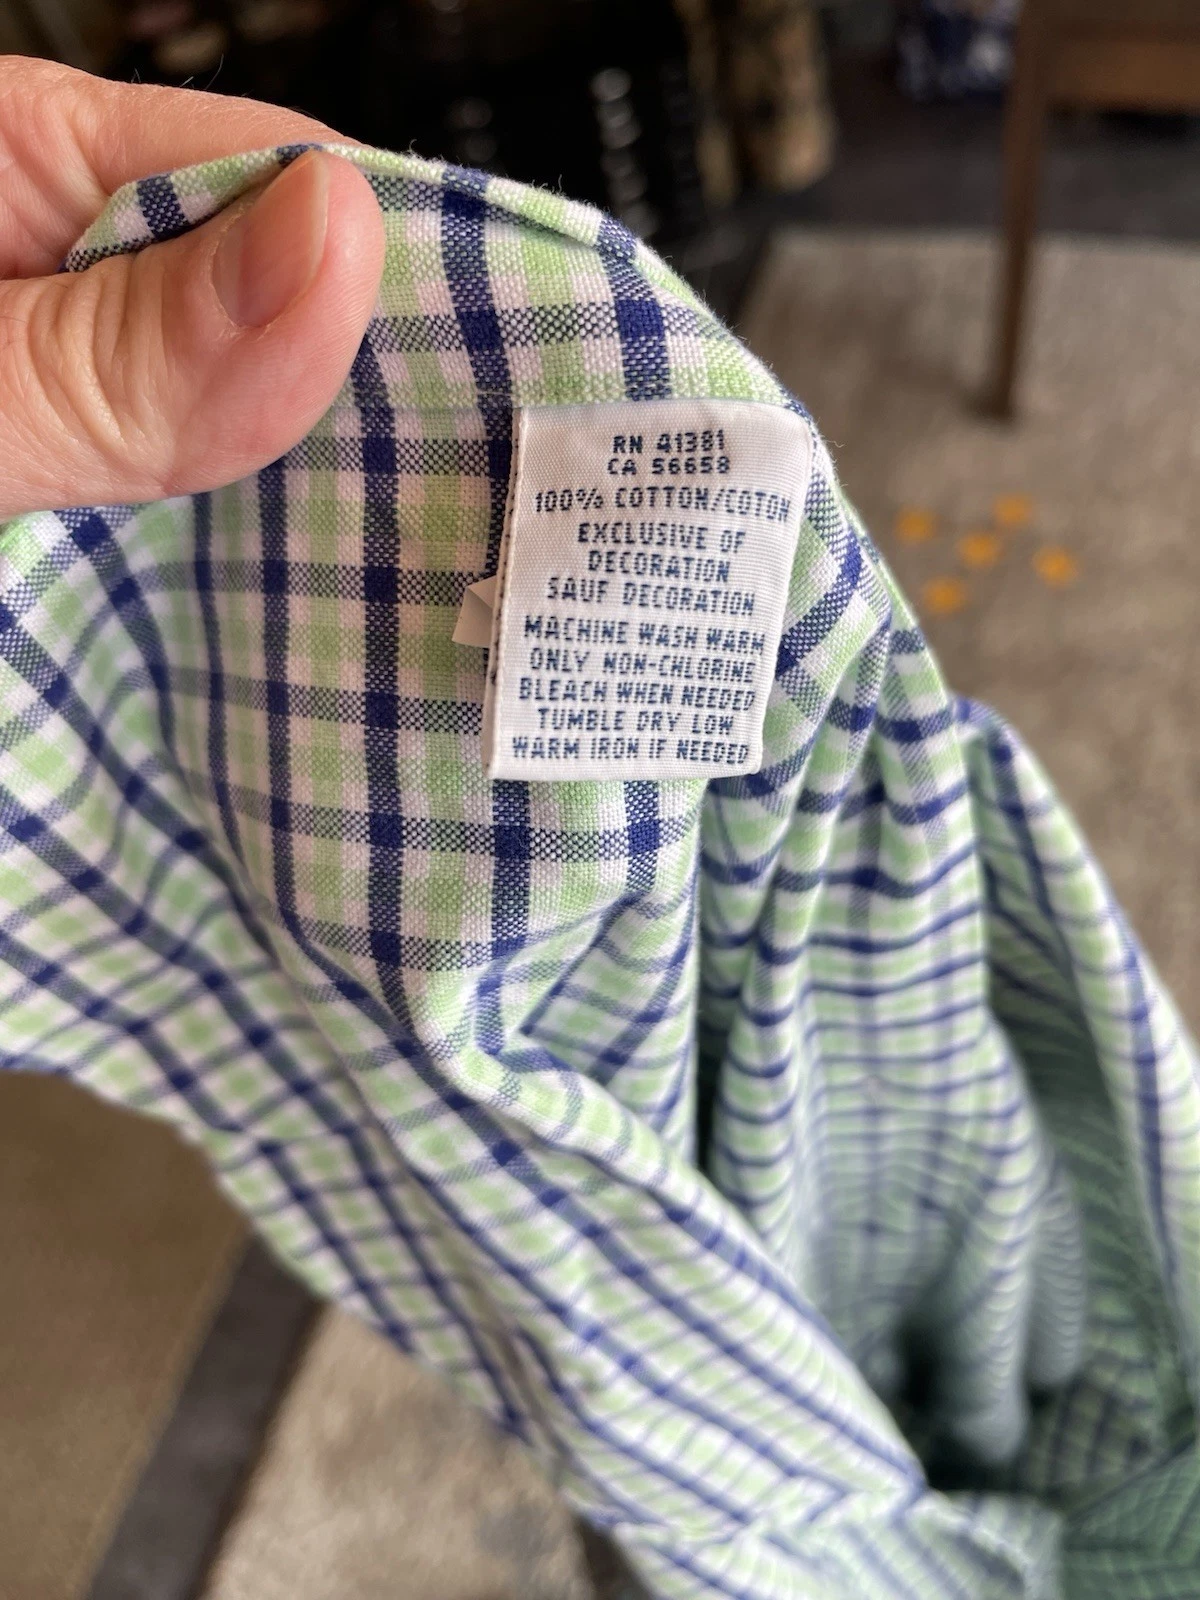 RN 41381
CA 56658
100% COTTON/COTON
EXCLUSIVE OF
DECORATION
SAUF DECORATION
MACHINE WASH WARM
ONLY NON-CHLORINE
BLEACH WHEN NEEDED
TUMBLE DRY LOW
WARM IRON IF NEEDED